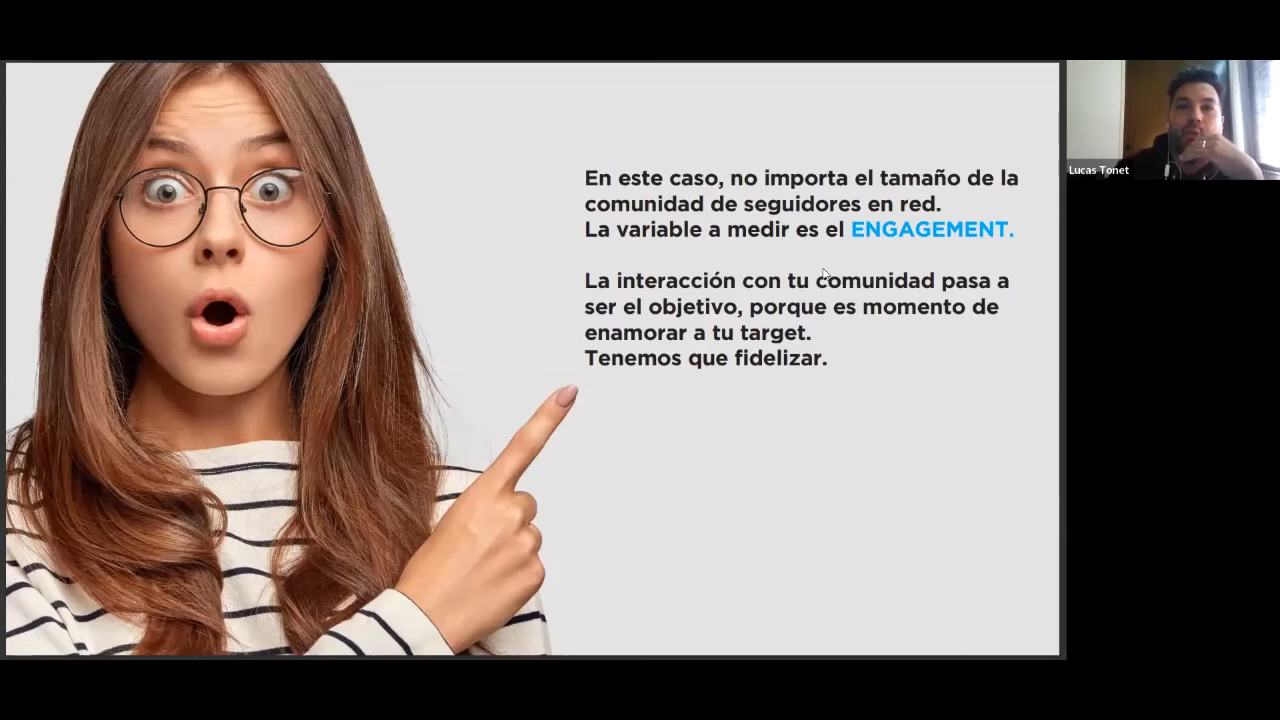 En este caso, no importa el tamaño de la
comunidad de seguidores en red.
La variable a medir es el ENGAGEMENT.
La interacción con tu comunidad pasa a
ser el objetivo, porque es momento de
enamorar a tu target.
Tenemos que fidelizar.
Lucas Tonet